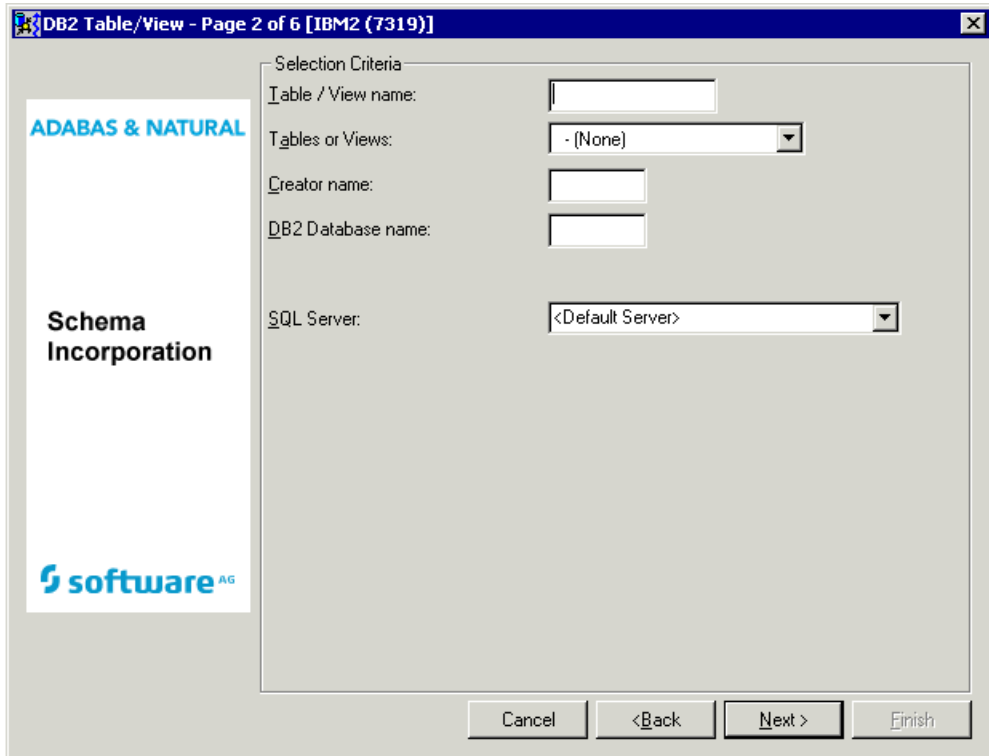 DB2 Table/View - Page 2 of 6 [IBM2 (7319)]
Selection Criteria
Table / View name:
ADABAS & NATURAL
Tables or Views:
- (None)
Creator name:
DB2 Database name:
Schema
Incorporation
SQL Server:
<Default Server>
software AG
Cancel
<Back
Next >
Finish